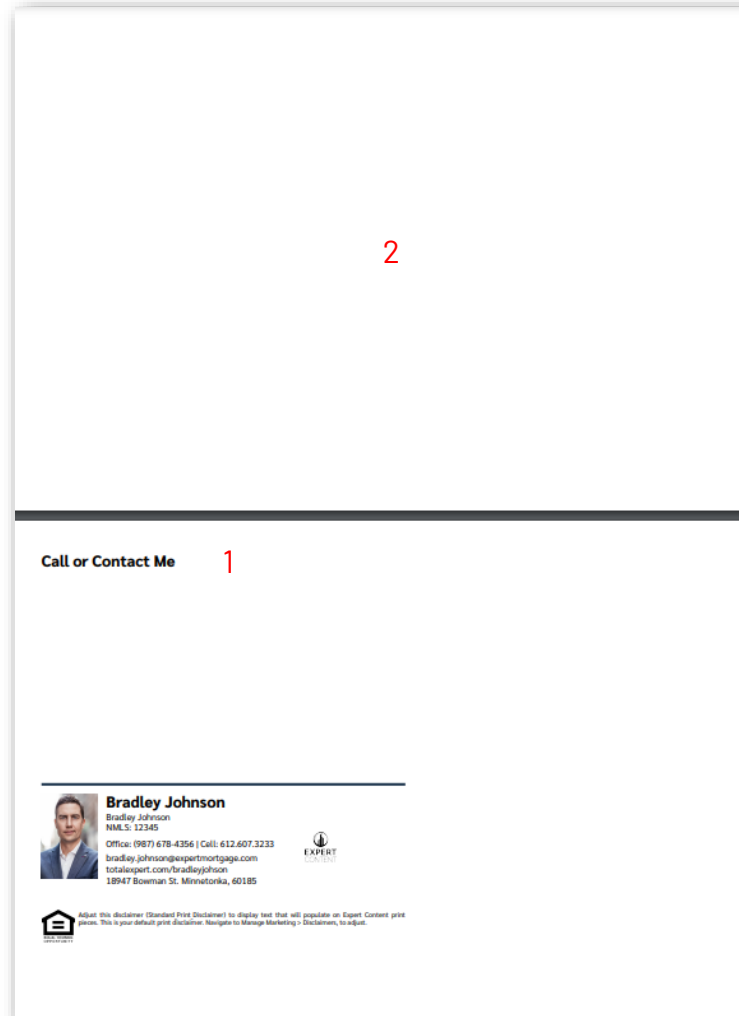 2
Call or Contact Me
1
Bradley Johnson
Bradley Johnson
NMLS: 12345
Office: (987) 678-4356 | Cell: 612.607.3233
bradley.johnson@expertmortgage.com
totalexpert.com/bradleyjohson
18947 Bowman St. Minnetonka, 60185
EXPERT
CONTENT
Adjust this disclaimer (Standard Print Disclaimer) to display text that will populate on Expert Content print
pieces. This is your default print disclaimer. Navigate to Manage Marketing > Disclaimers, to adjust.
EQUAL HOUSING
OPPORTUNITY